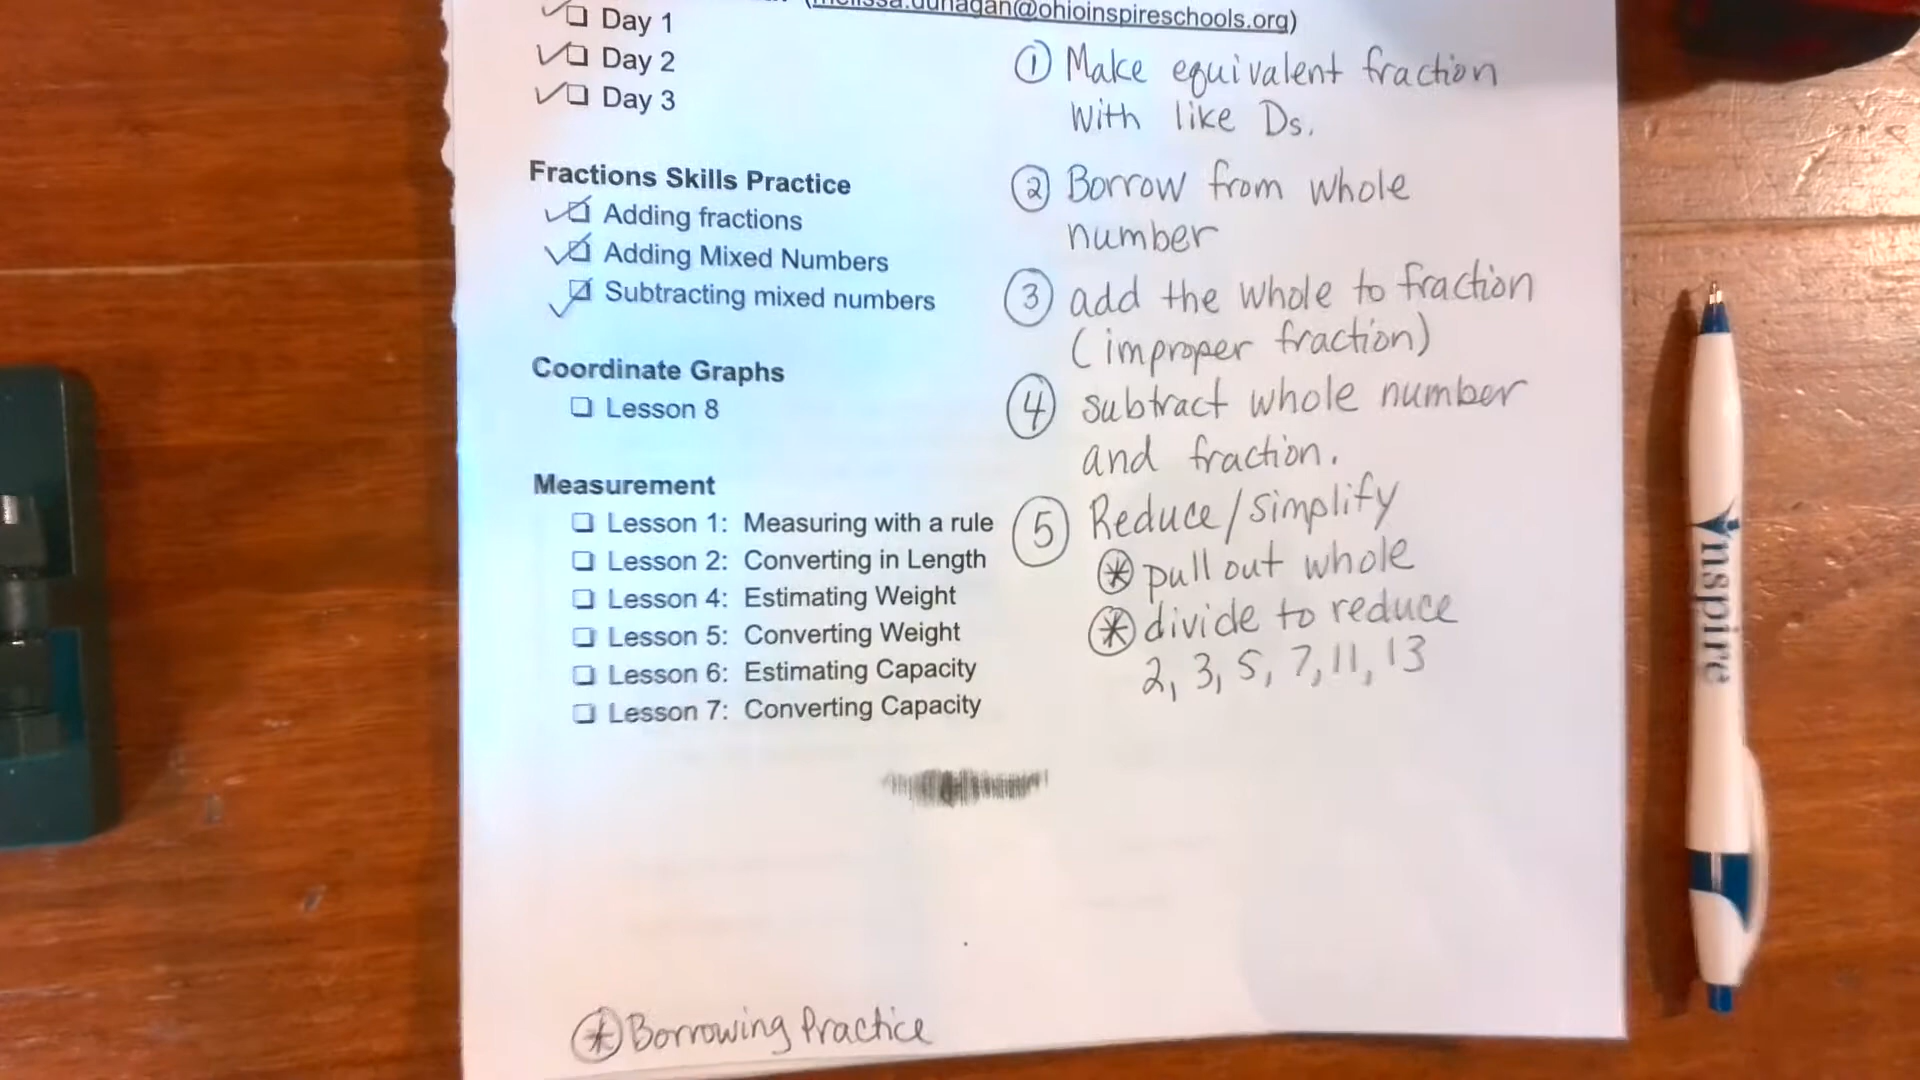 (melissa.dunagan@ohioinspireschools.org)
Day 1
Day 2
Day 3
Fractions Skills Practice
Adding fractions
Adding Mixed Numbers
Subtracting mixed numbers
Coordinate Graphs
Lesson 8
Measurement
Lesson 1: Measuring with a rule
Lesson 2: Converting in Length
Lesson 4: Estimating Weight
Lesson 5: Converting Weight
Lesson 6: Estimating Capacity
Lesson 7: Converting Capacity
① Make equivalent fraction
with like Ds.
② Borrow from whole
number
③ add the whole to fraction
(improper fraction)
④ subtract whole number
and fraction.
⑤ Reduce/simplify
* pull out whole
* divide to reduce
2, 3, 5, 7, 11, 13
* Borrowing Practice
Inspire